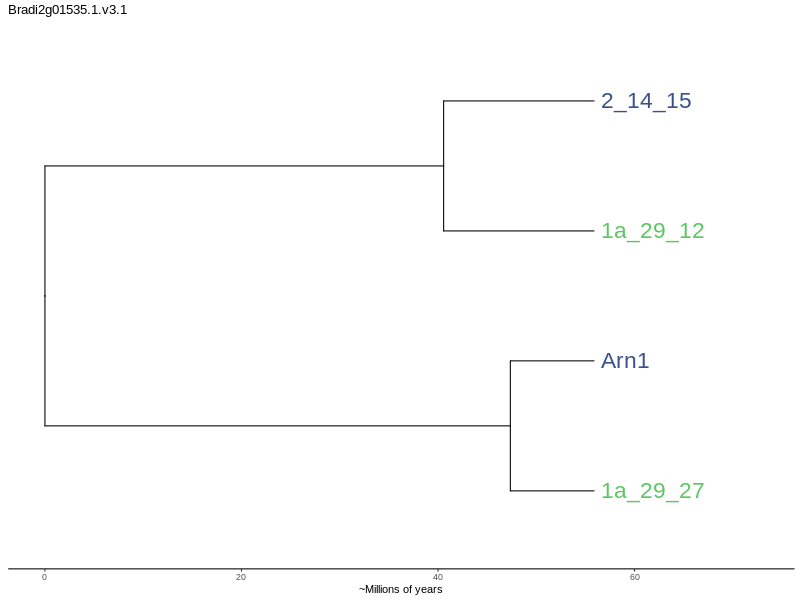 Bradi2g01535.1.v3.1
2_14_15
1a_29_12
Arn1
1a_29_27
0 20 40 60
~Millions of years